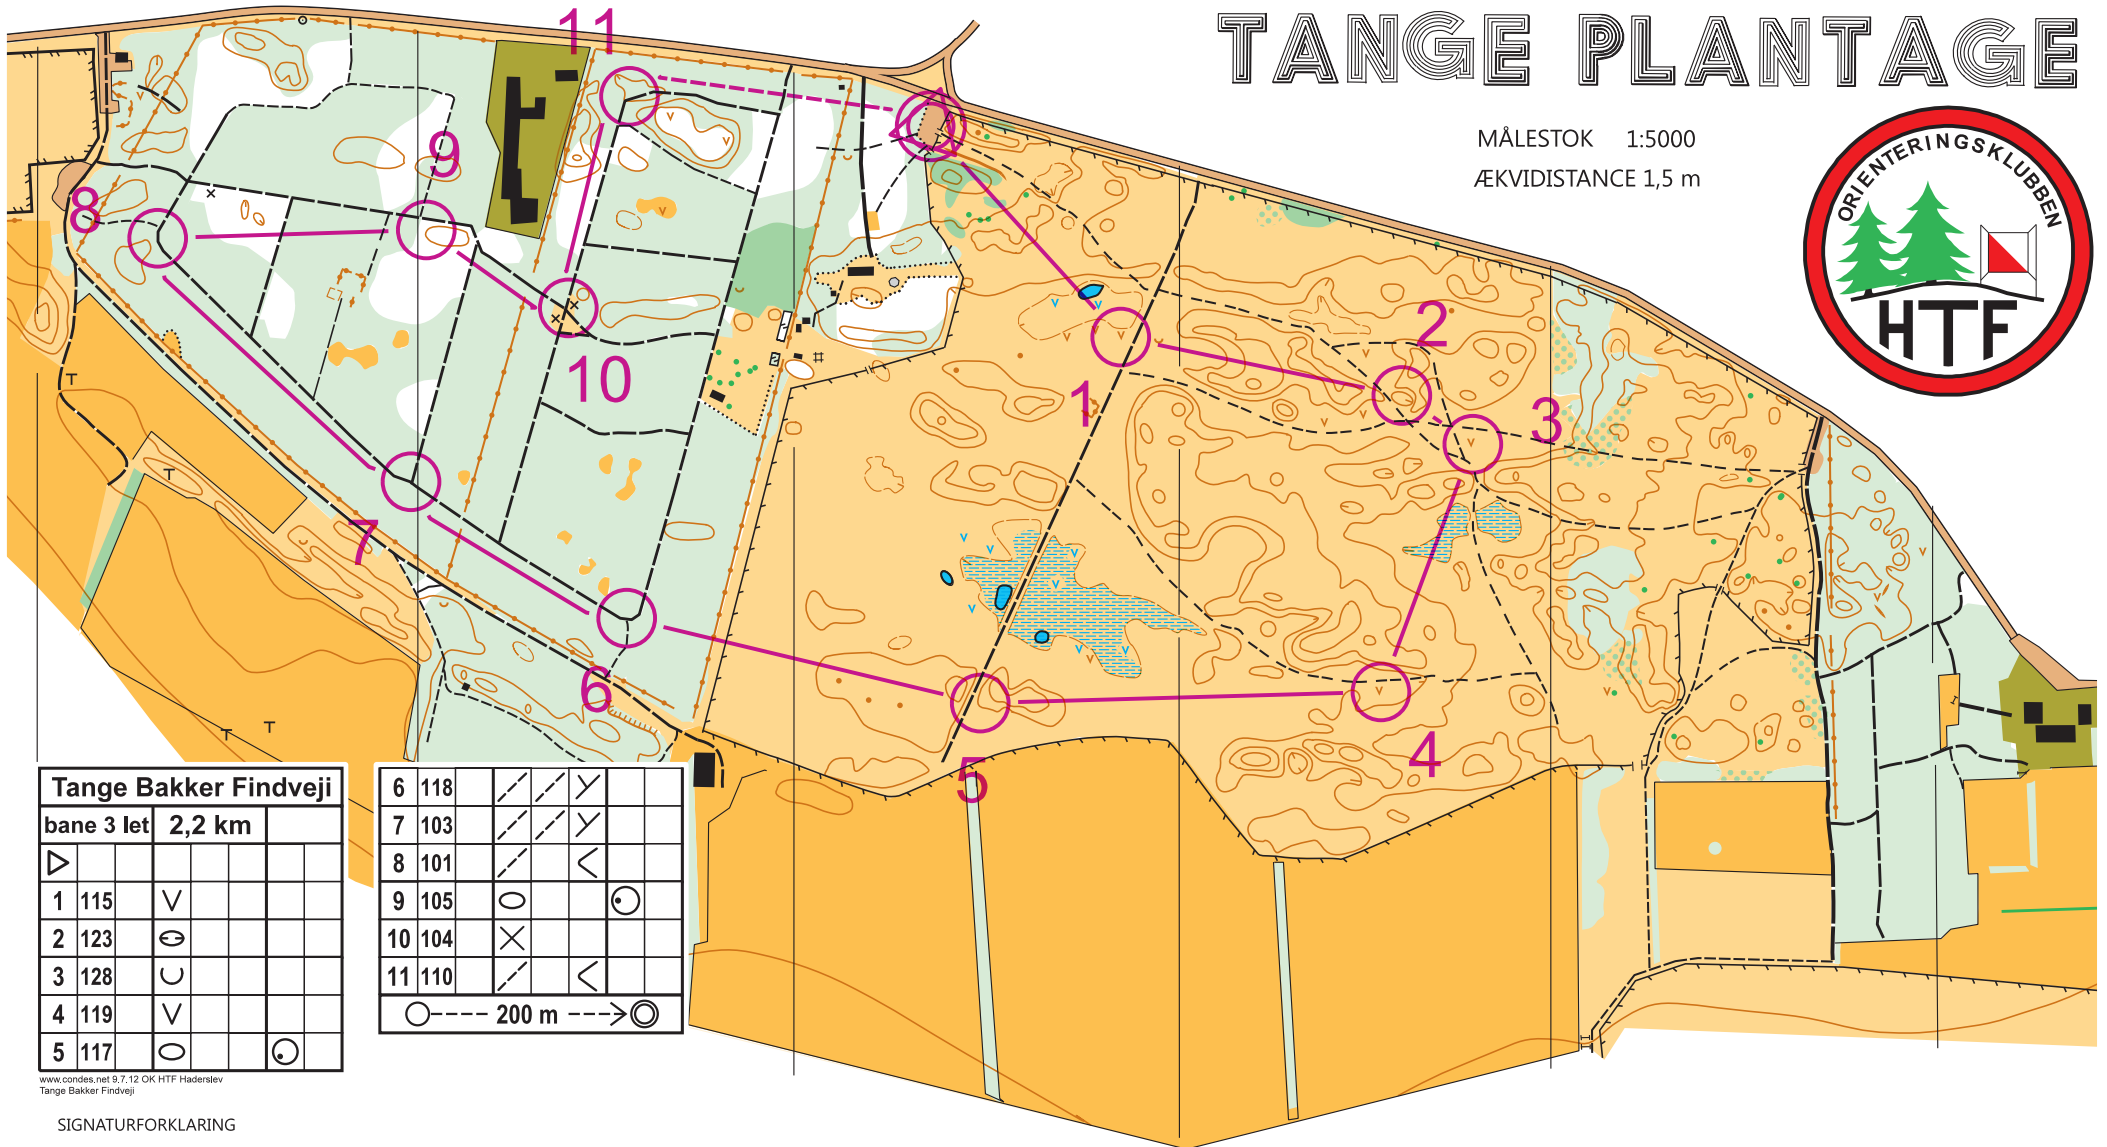 TANGE PLANTAGE
MÅLESTOK 1:5000
ÆKVIDISTANCE 1,5 m
ORIENTERINGSKLUBBEN
HTF
11
9
8
2
10
1
3
7
6
4
5
Tange Bakker Findveji
bane 3 let 2,2 km
1 115
2 123
3 128
4 119
5 117
6 118
7 103
8 101
9 105
10 104
11 110
200 m
www.condes.net 9.7.12 OK HTF Haderslev
Tange Bakker Findveji
SIGNATURFORKLARING